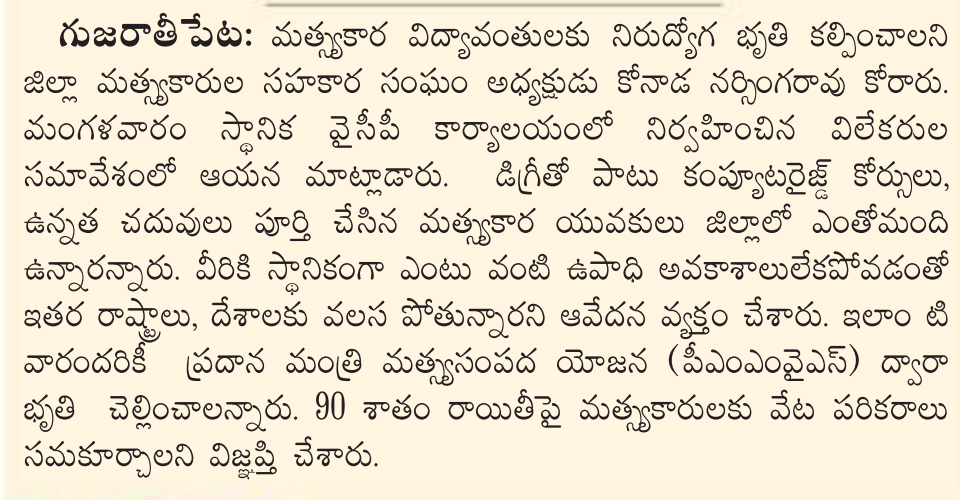 గుజరాతీపేట: మత్స్యకార విద్యావంతులకు నిరుద్యోగ భృతి కల్పించాలని
జిల్లా మత్స్యకారుల సహకార సంఘం అధ్యక్షుడు కోనాడ నర్సింగరావు కోరారు.
మంగళవారం స్థానిక వైసీపీ కార్యాలయంలో నిర్వహించిన విలేకరుల
సమావేశంలో ఆయన మాట్లాడారు. డిగ్రీతో పాటు కంప్యూటరైజ్డ్ కోర్సులు,
ఉన్నత చదువులు పూర్తి చేసిన మత్స్యకార యువకులు జిల్లాలో ఎంతోమంది
ఉన్నారన్నారు. వీరికి స్థానికంగా ఎంటు వంటి ఉపాధి అవకాశాలులేకపోవడంతో
ఇతర రాష్ట్రాలు, దేశాలకు వలస పోతున్నారని ఆవేదన వ్యక్తం చేశారు. ఇలాం టి
వారందరికీ ప్రదాన మంత్రి మత్స్యసంపద యోజన (పీఎంఎంవైఎస్) ద్వారా
భృతి చెల్లించాలన్నారు. 90 శాతం రాయితీపై మత్స్యకారులకు వేట పరికరాలు
సమకూర్చాలని విజ్ఞప్తి చేశారు.